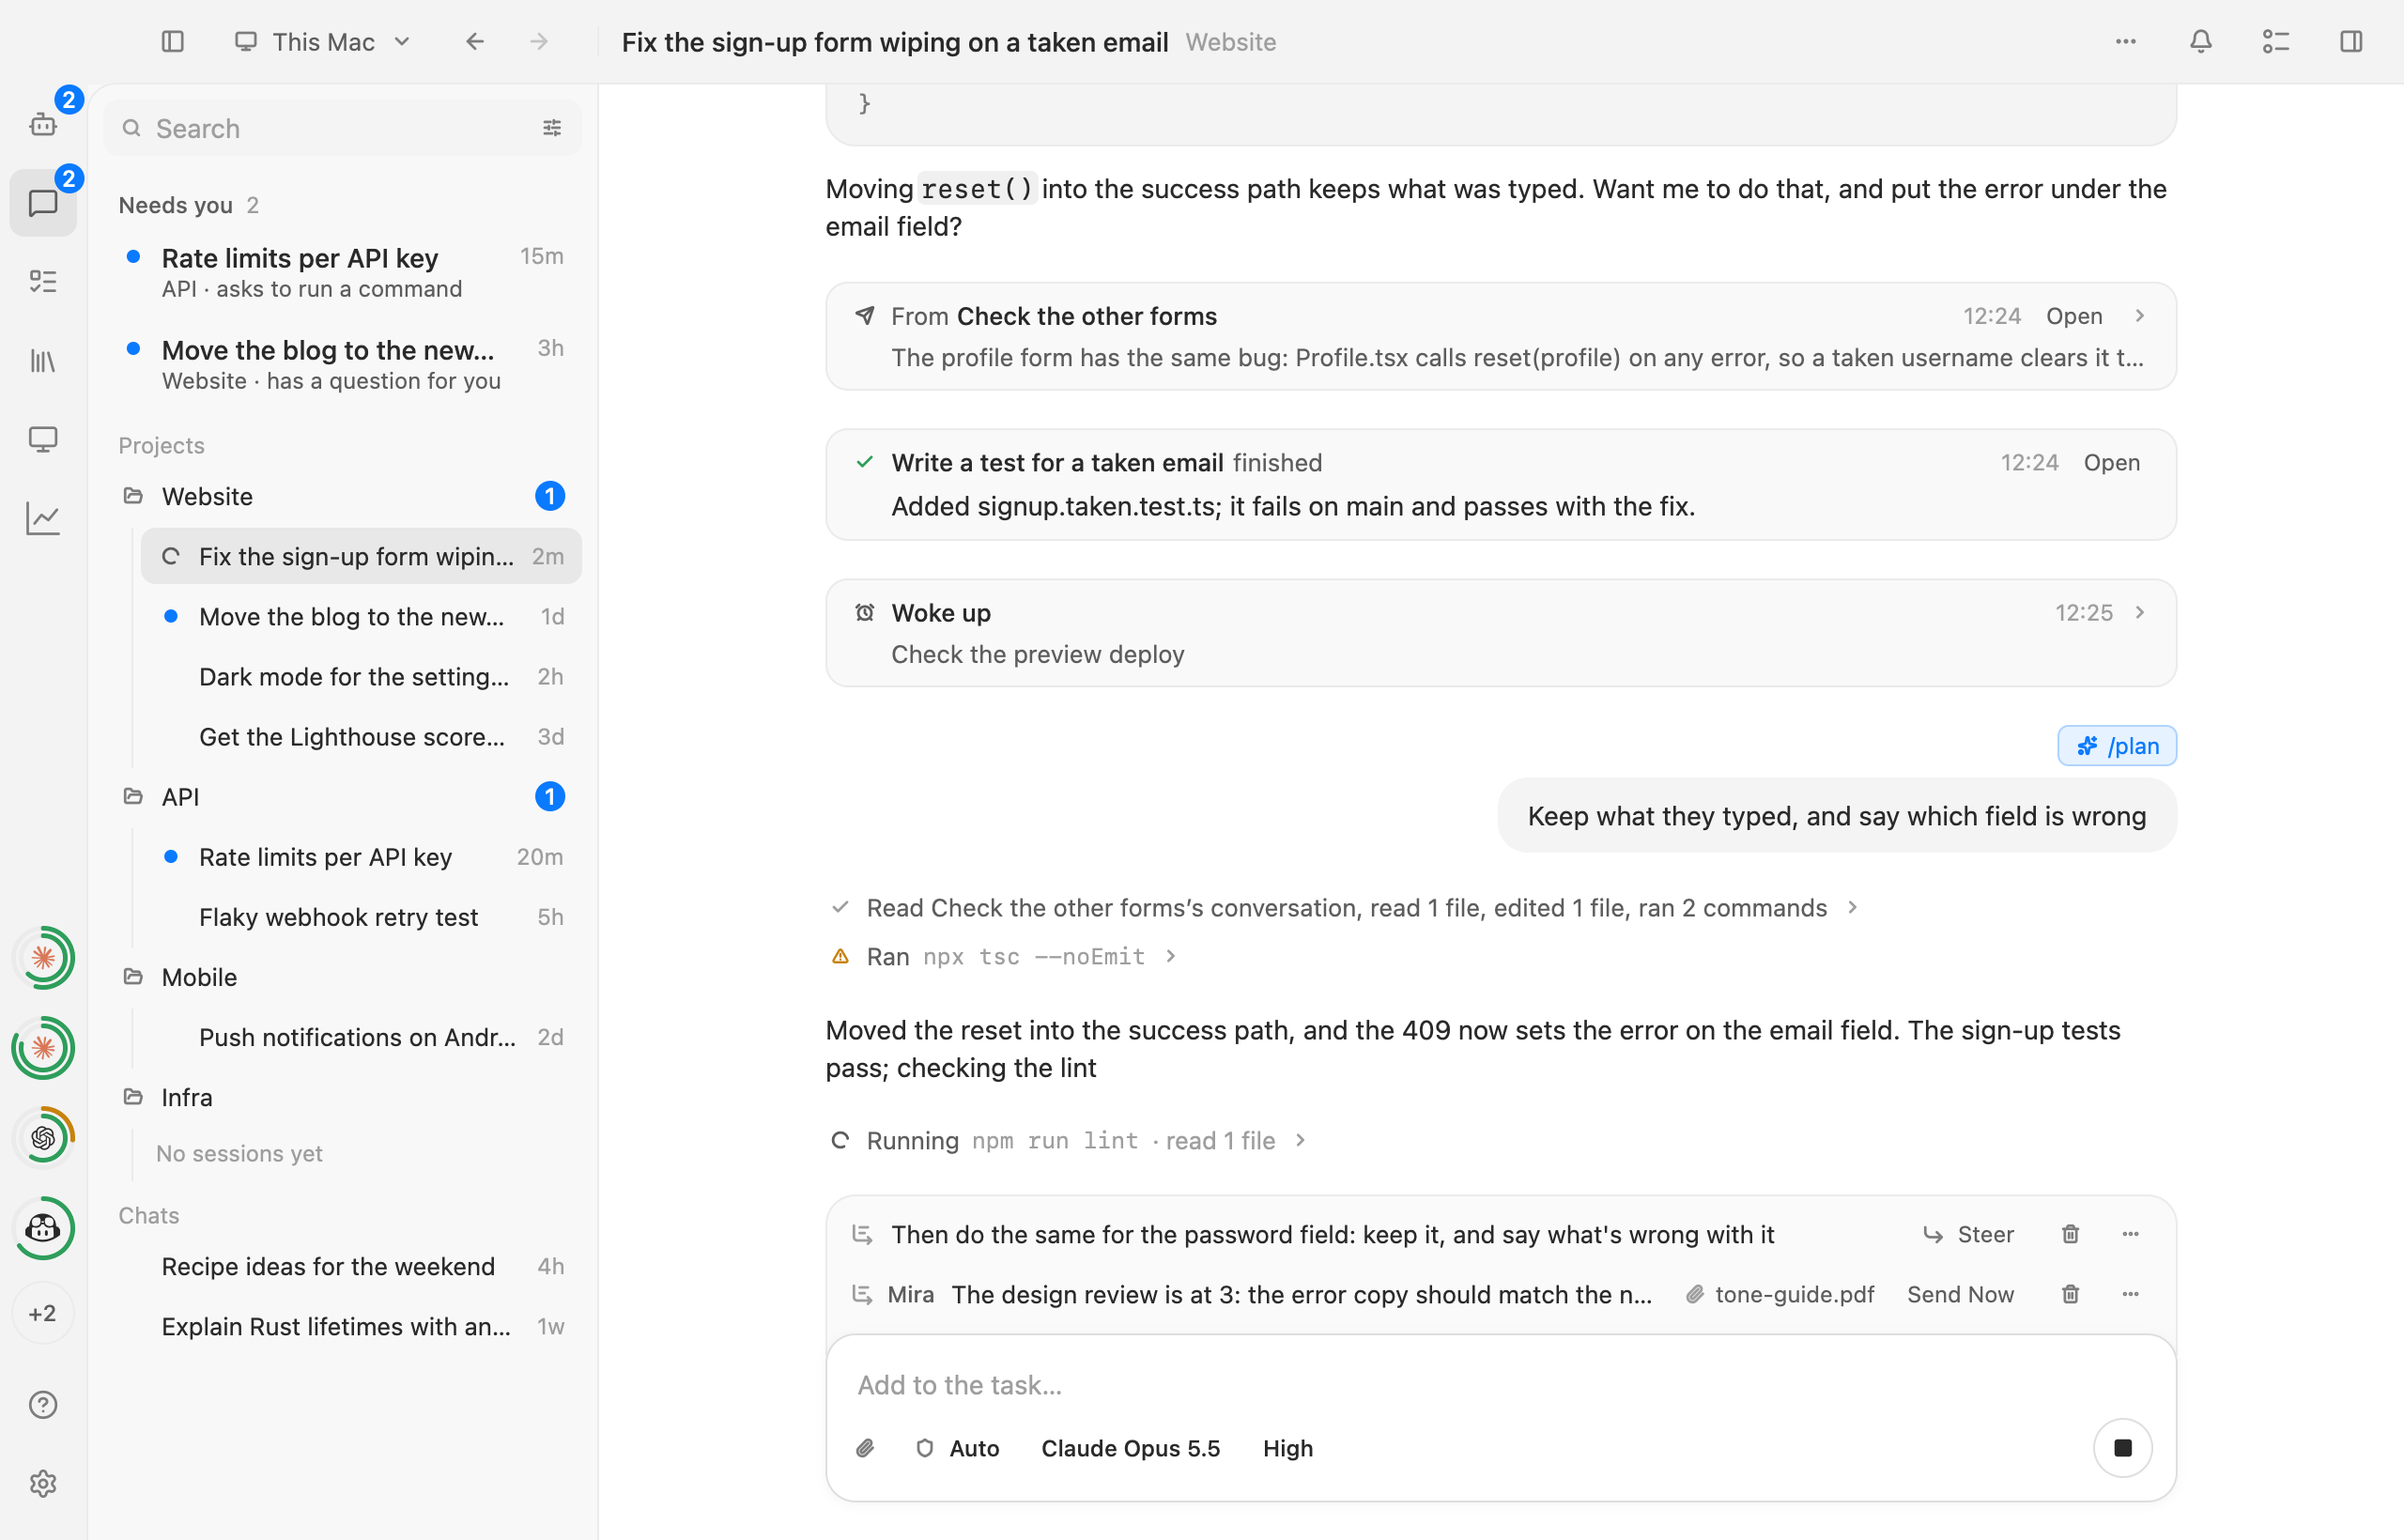 This Mac
Fix the sign-up form wiping on a taken email Website
2
2
+2
Search
Needs you 2
Rate limits per API key 15m
API · asks to run a command
Move the blog to the new... 3h
Website · has a question for you
Projects
Website 1
Fix the sign-up form wipin... 2m
Move the blog to the new... 1d
Dark mode for the setting... 2h
Get the Lighthouse score... 3d
API 1
Rate limits per API key 20m
Flaky webhook retry test 5h
Mobile
Push notifications on Andr... 2d
Infra
No sessions yet
Chats
Recipe ideas for the weekend 4h
Explain Rust lifetimes with an... 1w
}
Moving reset() into the success path keeps what was typed. Want me to do that, and put the error under the
email field?
From Check the other forms 12:24 Open
The profile form has the same bug: Profile.tsx calls reset(profile) on any error, so a taken username clears it t...
Write a test for a taken email finished 12:24 Open
Added signup.taken.test.ts; it fails on main and passes with the fix.
Woke up 12:25
Check the preview deploy
/plan
Keep what they typed, and say which field is wrong
Read Check the other forms’s conversation, read 1 file, edited 1 file, ran 2 commands
Ran npx tsc --noEmit
Moved the reset into the success path, and the 409 now sets the error on the email field. The sign-up tests
pass; checking the lint
Running npm run lint · read 1 file
Then do the same for the password field: keep it, and say what's wrong with it Steer
Mira The design review is at 3: the error copy should match the n... tone-guide.pdf Send Now
Add to the task...
Auto Claude Opus 5.5 High